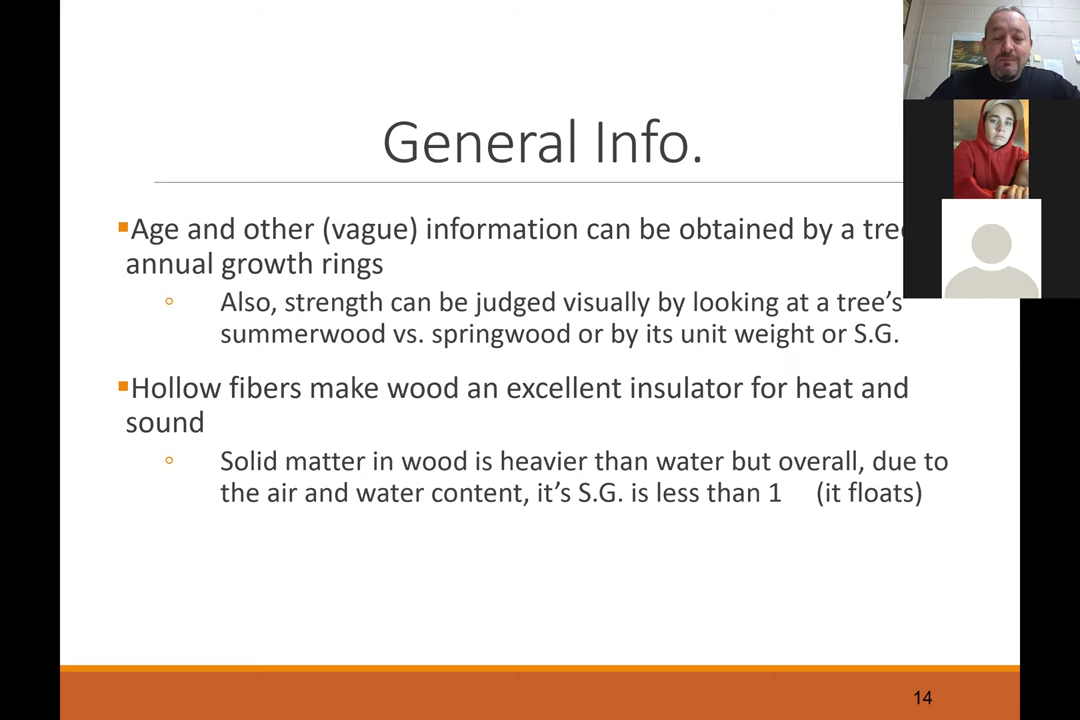 General Info.
▪Age and other (vague) information can be obtained by a
annual growth rings
◦ Also, strength can be judged visually by looking at a tree’s
summerwood vs. springwood or by its unit weight or S.G.
▪Hollow fibers make wood an excellent insulator for heat and
sound
◦ Solid matter in wood is heavier than water but overall, due to
the air and water content, it’s S.G. is less than 1 (it floats)
14